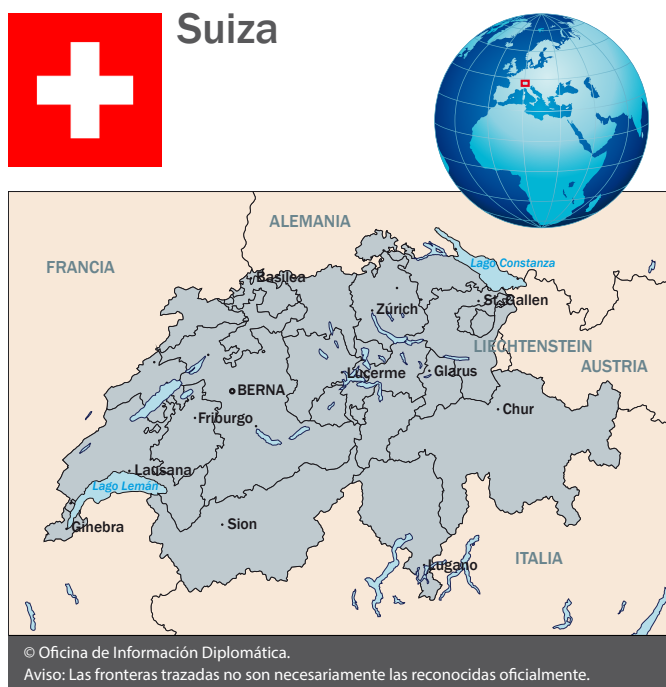 Suiza
ALEMANIA
FRANCIA
Lago Constanza
Basilea
St. Gallen
Zúrich
LIECHTENSTEIN
AUSTRIA
Lucerme
Glarus
BERNA
Chur
Friburgo
Lausana
Lago Lemán
Sion
Ginebra
ITALIA
Lugano
© Oficina de Información Diplomática.
Aviso: Las fronteras trazadas no son necesariamente las reconocidas oficialmente.